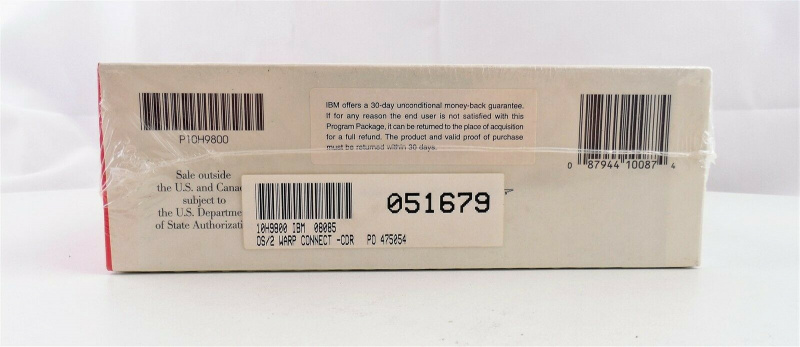 P10H9800
IBM offers a 30-day unconditional money-back guarantee.
If for any reason the end user is not satisfied with this
Program Package, it can be returned to the place of acquisition
for a full refund. The product and valid proof of purchase
must be returned within 30 days.
0 87944 10087 4
Sale outside
the U.S. and Canad
subject to
the U.S. Departme
of State Authorizati
051679
10H9800 IBM 08085
OS/2 WARP CONNECT -CDR PO 475054